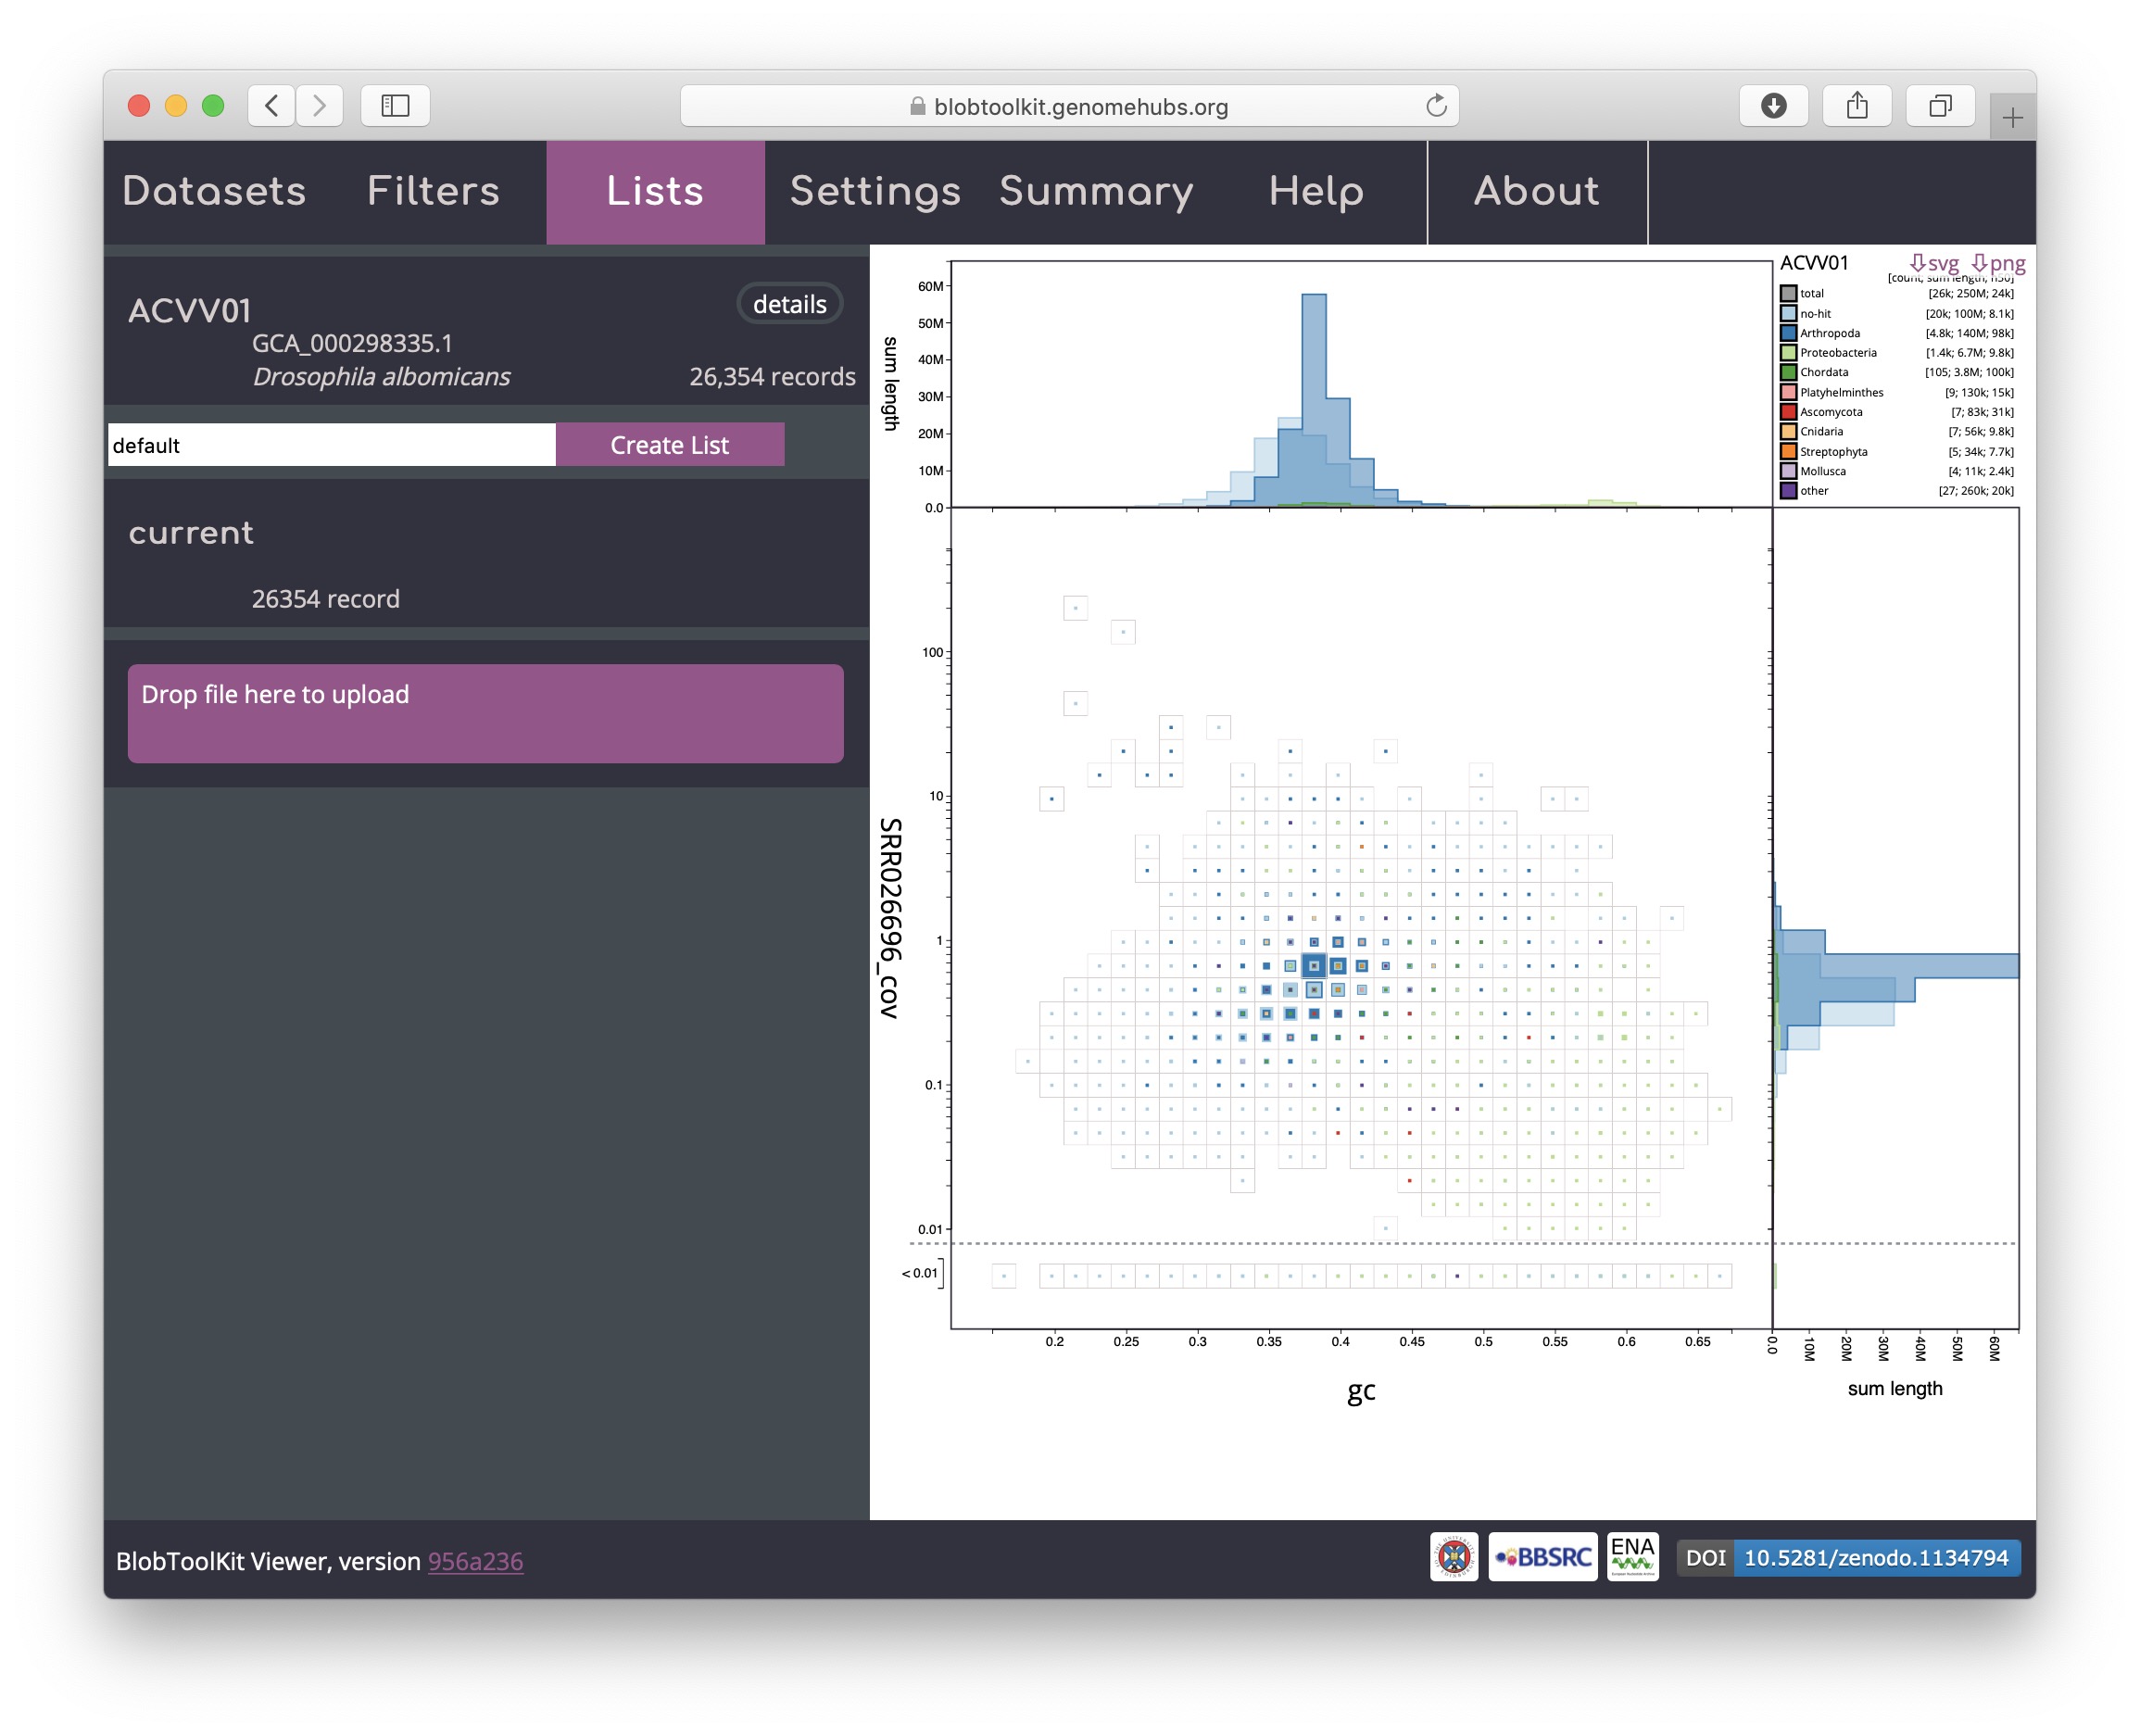 blobtoolkit.genomehubs.org
Datasets Filters Lists Settings Summary Help About
ACVV01
details
GCA_000298335.1
Drosophila albomicans
26,354 records
default
Create List
current
26354 record
Drop file here to upload
sum length
60M
50M
40M
30M
20M
10M
0.0
ACVV01
svg png
[count; sum length; n50]
total [26k; 250M; 24k]
no-hit [20k; 100M; 8.1k]
Arthropoda [4.8k; 140M; 98k]
Proteobacteria [1.4k; 6.7M; 9.8k]
Chordata [105; 3.8M; 100k]
Platyhelminthes [9; 130k; 15k]
Ascomycota [7; 83k; 31k]
Cnidaria [7; 56k; 9.8k]
Streptophyta [5; 34k; 7.7k]
Mollusca [4; 11k; 2.4k]
other [27; 260k; 20k]
SRR026696_cov
100
10
1
0.1
0.01
< 0.01
0.2 0.25 0.3 0.35 0.4 0.45 0.5 0.55 0.6 0.65
gc
0.0 10M 20M 30M 40M 50M 60M
sum length
BlobToolKit Viewer, version 956a236
BBSRC
ENA
DOI 10.5281/zenodo.1134794